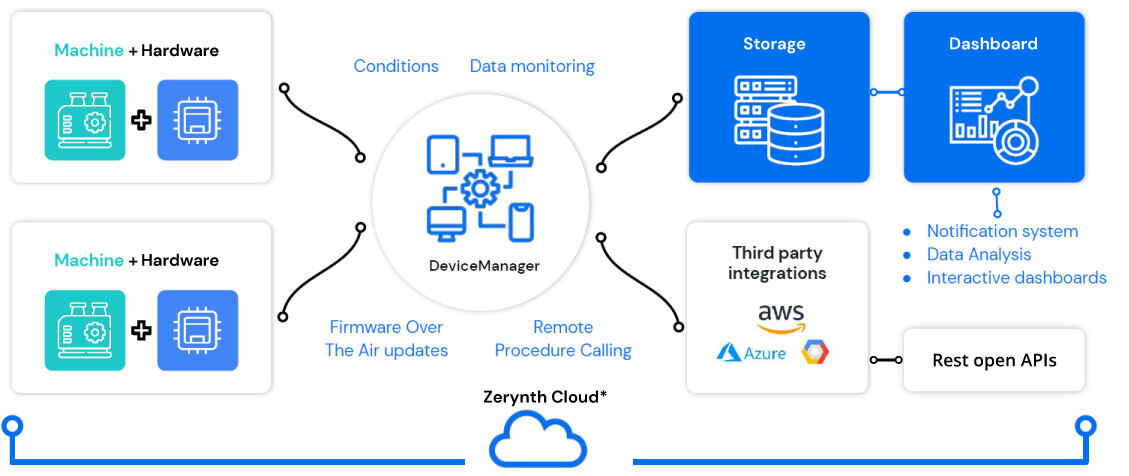 Machine + Hardware
Machine + Hardware
Conditions
Data monitoring
DeviceManager
Firmware Over
The Air updates
Remote
Procedure Calling
Storage
Dashboard
Notification system
Data Analysis
Interactive dashboards
Third party
integrations
aws
Azure
Rest open APIs
Zerynth Cloud*